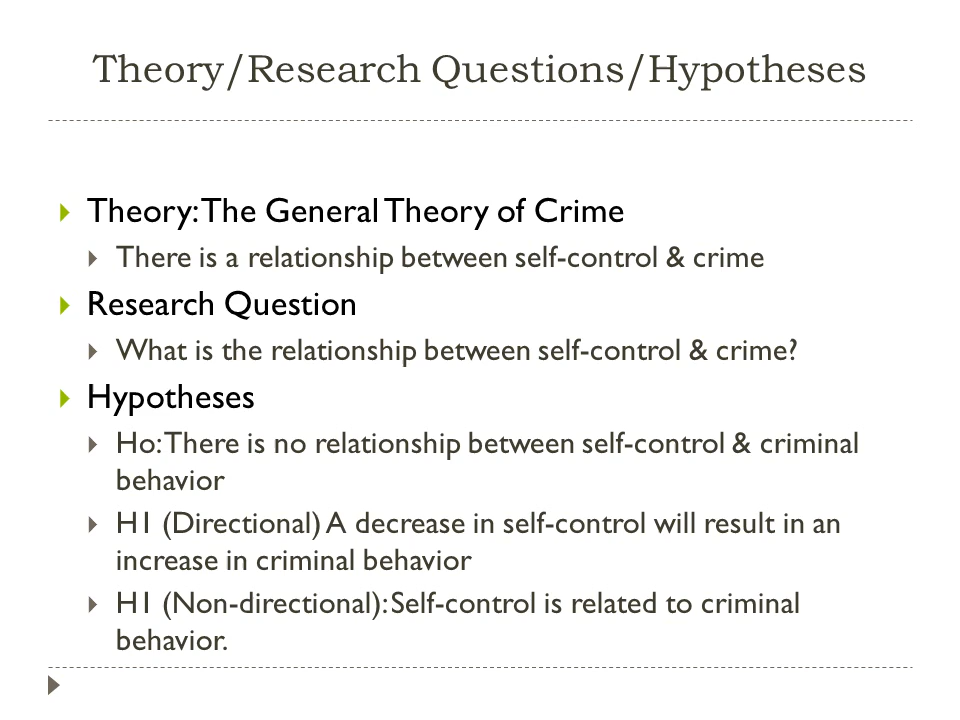 Theory/Research Questions/Hypotheses
Theory: The General Theory of Crime
There is a relationship between self-control & crime
Research Question
What is the relationship between self-control & crime?
Hypotheses
Ho: There is no relationship between self-control & criminal
behavior
H1 (Directional) A decrease in self-control will result in an
increase in criminal behavior
H1 (Non-directional): Self-control is related to criminal
behavior.